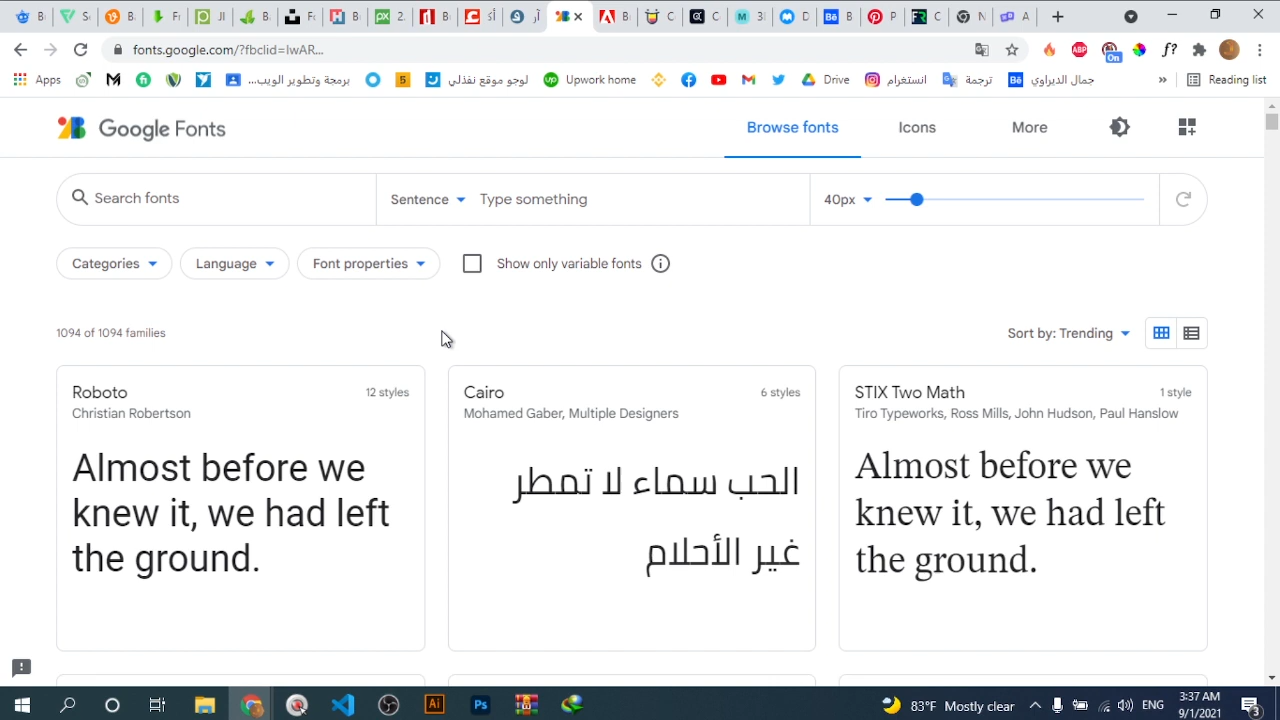 fonts.google.com/?fbclid=IwAR...
On
f?
Apps
برمجة وتطوير الويب...
5
لوجو موقع نفذلي
Upwork home
Drive
انستغرام
ترجمة
جمال الديراوي
Reading list
Google Fonts
Browse fonts
Icons
More
Search fonts
Sentence
Type something
40px
Categories
Language
Font properties
Show only variable fonts
1094 of 1094 families
Sort by: Trending
Roboto
12 styles
Christian Robertson
Almost before we
knew it, we had left
the ground.
Cairo
6 styles
Mohamed Gaber, Multiple Designers
الحب سماء لا تمطر
غير الأحلام
STIX Two Math
1 style
Tiro Typeworks, Ross Mills, John Hudson, Paul Hanslow
Almost before we
knew it, we had left
the ground.
83°F Mostly clear
ENG
3:37 AM
9/1/2021
3